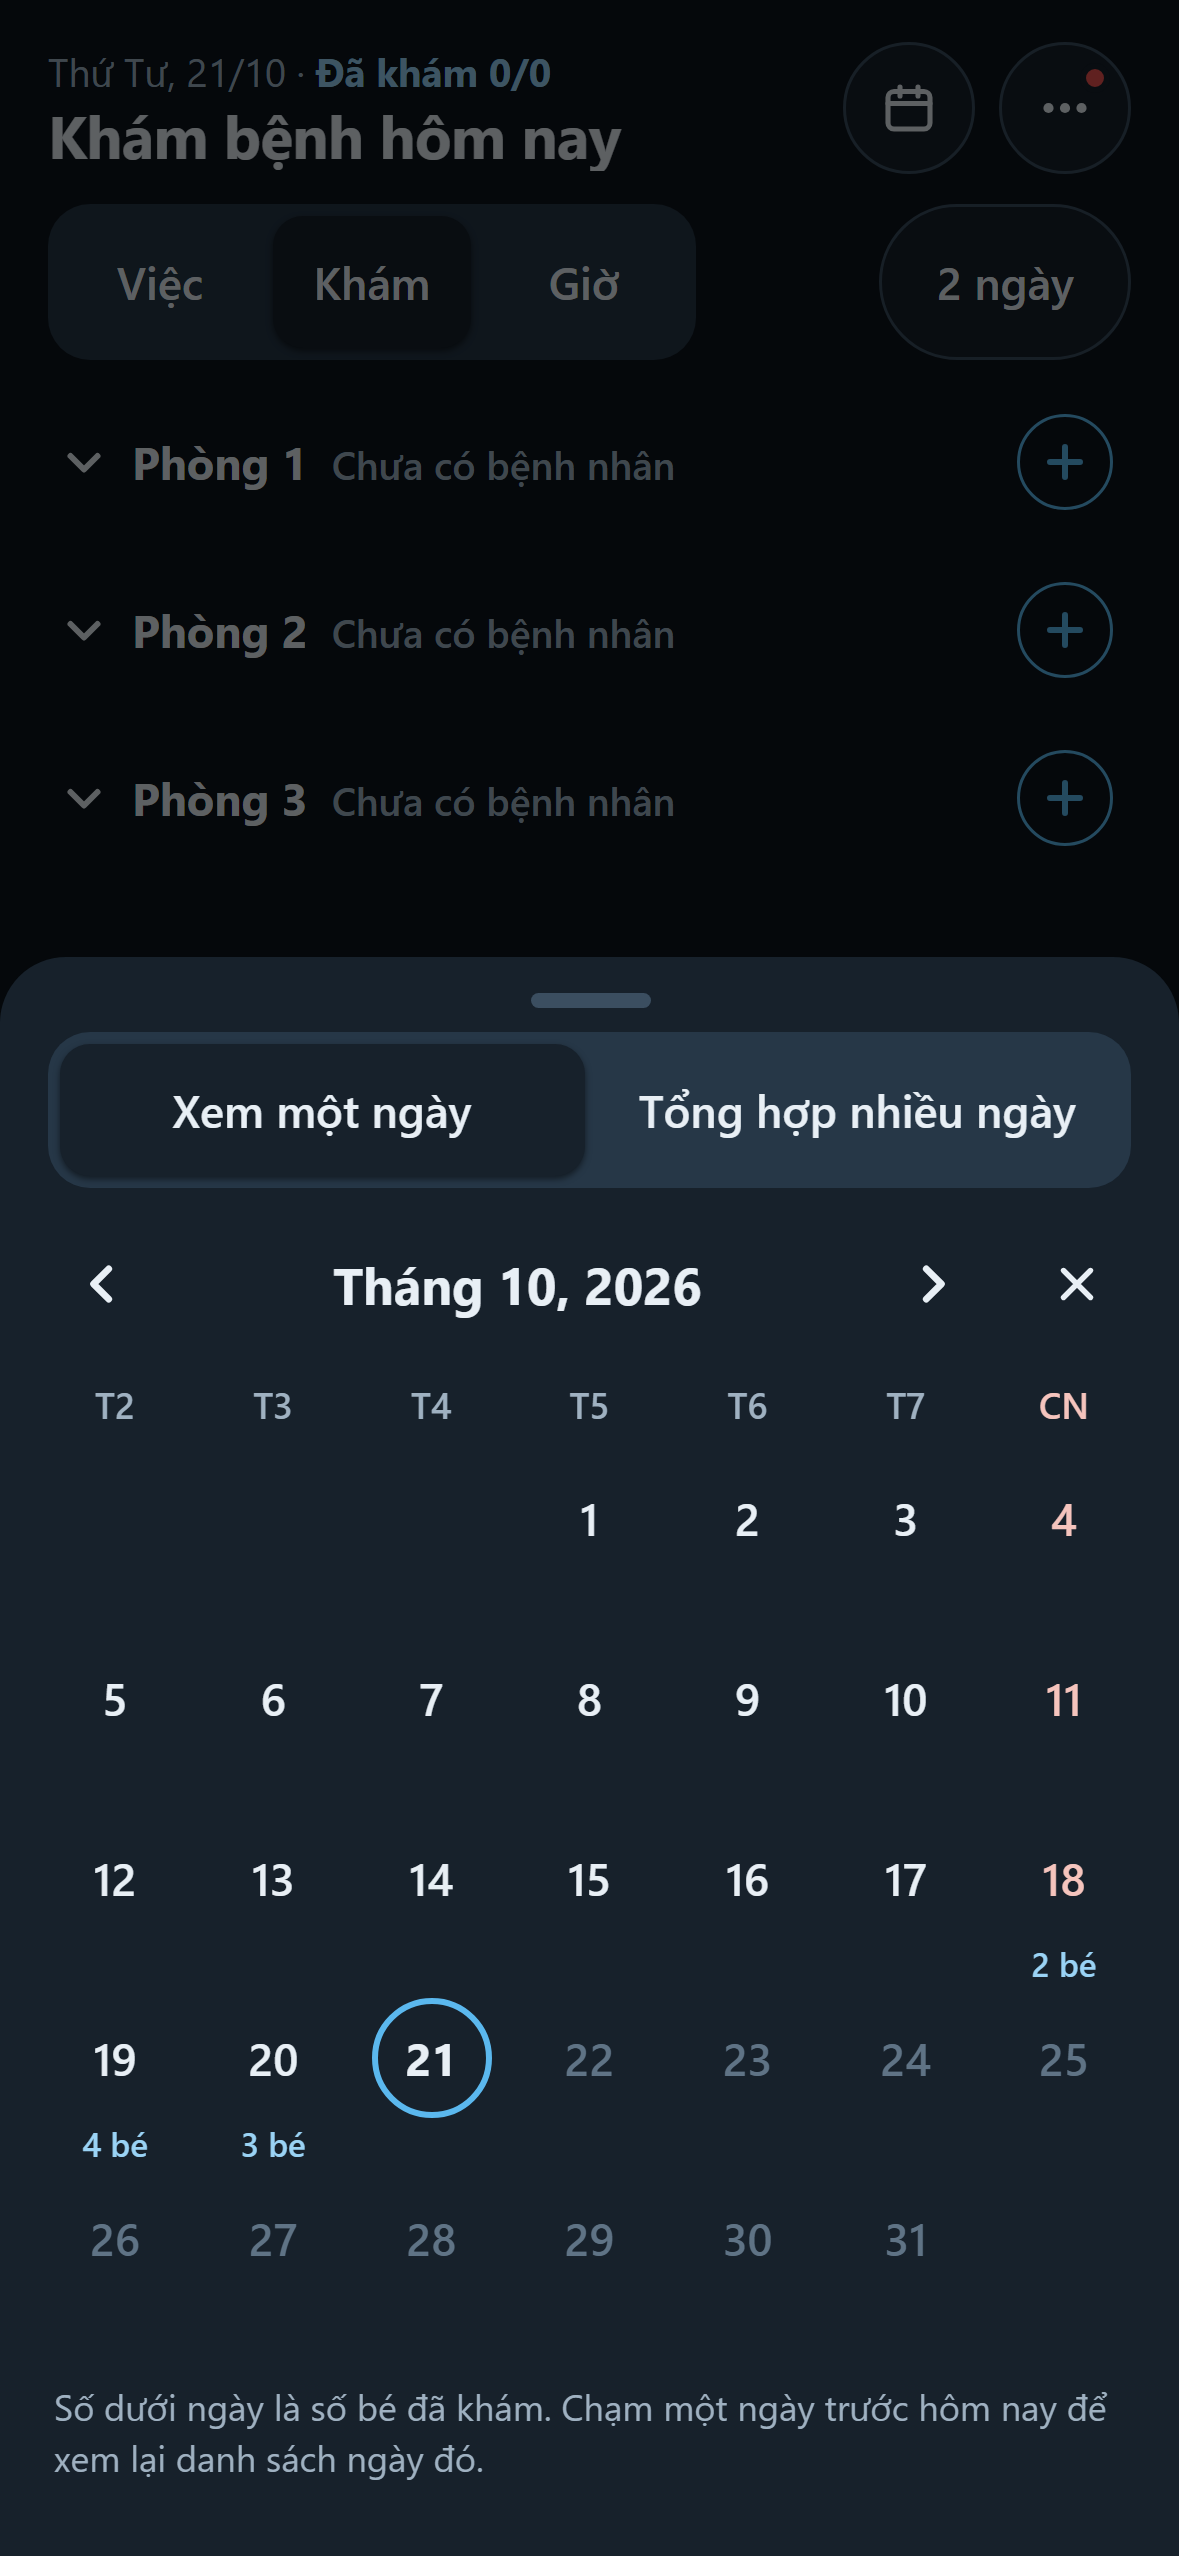 Thứ Tư, 21/10 · Đã khám 0/0
Khám bệnh hôm nay
Việc Khám Giờ 2 ngày
Phòng 1 Chưa có bệnh nhân
Phòng 2 Chưa có bệnh nhân
Phòng 3 Chưa có bệnh nhân
Xem một ngày Tổng hợp nhiều ngày
Tháng 10, 2026
T2 T3 T4 T5 T6 T7 CN
1 2 3 4
5 6 7 8 9 10 11
12 13 14 15 16 17 18
2 bé
19 20 21 22 23 24 25
4 bé 3 bé
26 27 28 29 30 31
Số dưới ngày là số bé đã khám. Chạm một ngày trước hôm nay để
xem lại danh sách ngày đó.